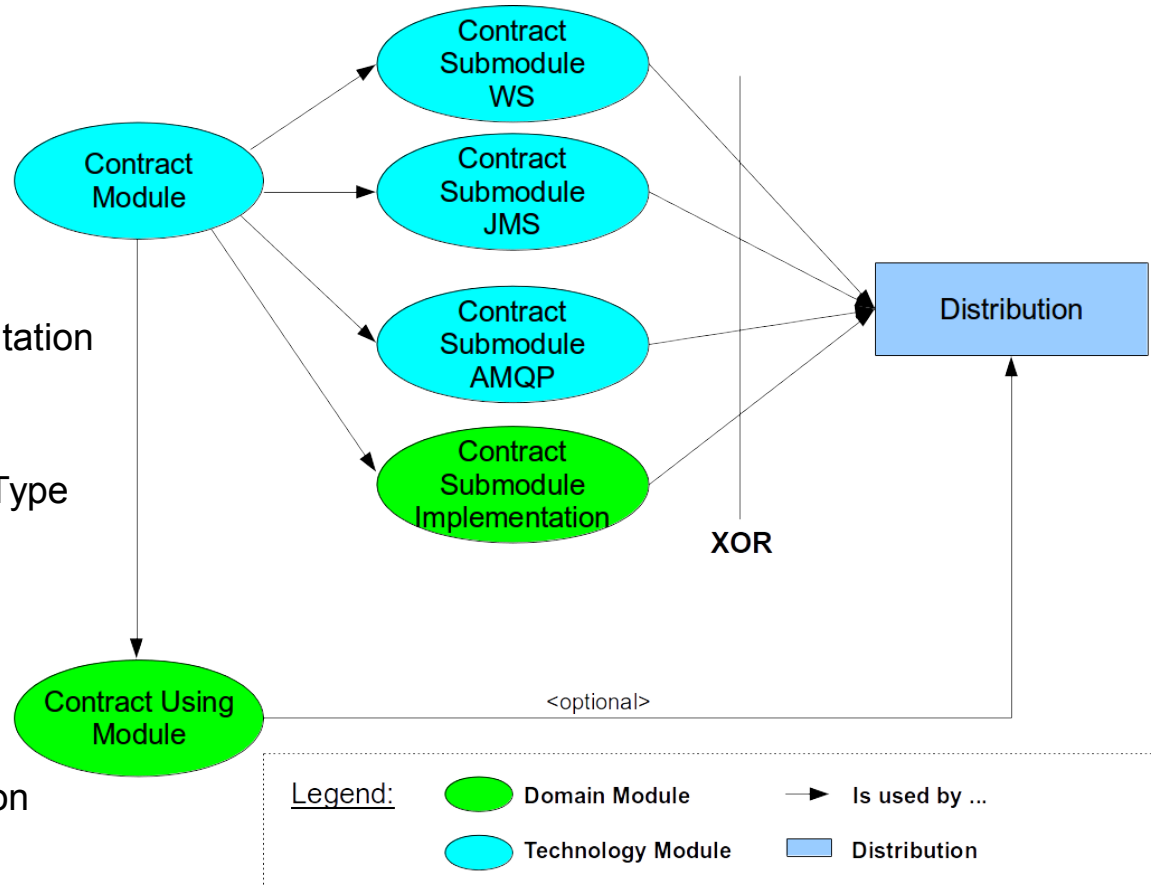 Contract
Submodule
WS
Contract
Module
Contract
Submodule
JMS
Contract
Submodule
AMQP
Distribution
tation
Contract
Submodule
Implementation
Type
XOR
Contract Using
Module
<optional>
on
Legend:
Domain Module
Is used by ...
Technology Module
Distribution